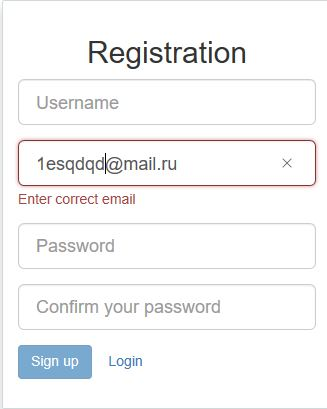 Registration
Username
1esqdqd@mail.ru
Enter correct email
Password
Confirm your password
Sign up
Login